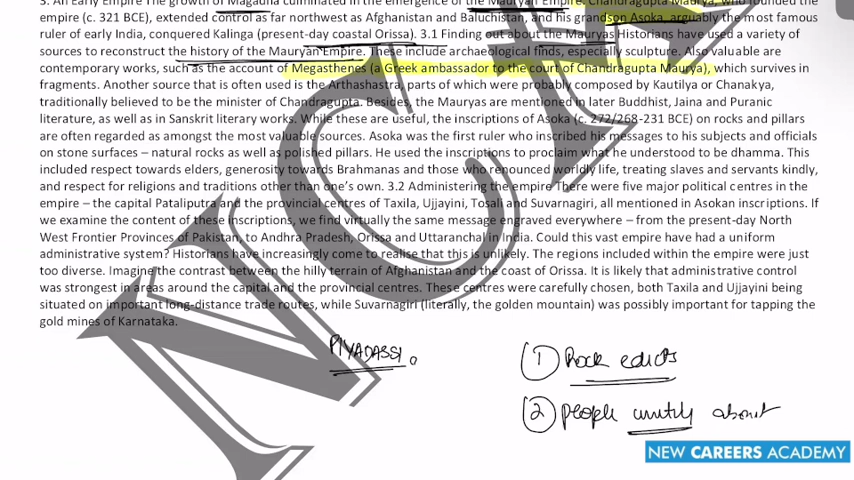 3. An Early Empire The growth of Magadha culminated in the emergence of the Mauryan Empire. Chandragupta Maurya, who founded the
empire (c. 321 BCE), extended control as far northwest as Afghanistan and Baluchistan, and his grandson Asoka, arguably the most famous
ruler of early India, conquered Kalinga (present-day coastal Orissa). 3.1 Finding out about the Mauryas Historians have used a variety of
sources to reconstruct the history of the Mauryan Empire. These include archaeological finds, especially sculpture. Also valuable are
contemporary works, such as the account of Megasthenes (a Greek ambassador to the court of Chandragupta Maurya), which survives in
fragments. Another source that is often used is the Arthashastra, parts of which were probably composed by Kautilya or Chanakya,
traditionally believed to be the minister of Chandragupta. Besides, the Mauryas are mentioned in later Buddhist, Jaina and Puranic
literature, as well as in Sanskrit literary works. While these are useful, the inscriptions of Asoka (c. 272/268-231 BCE) on rocks and pillars
are often regarded as amongst the most valuable sources. Asoka was the first ruler who inscribed his messages to his subjects and officials
on stone surfaces – natural rocks as well as polished pillars. He used the inscriptions to proclaim what he understood to be dhamma. This
included respect towards elders, generosity towards Brahmanas and those who renounced worldly life, treating slaves and servants kindly,
and respect for religions and traditions other than one's own. 3.2 Administering the empire There were five major political centres in the
empire – the capital Pataliputra and the provincial centres of Taxila, Ujjayini, Tosali and Suvarnagiri, all mentioned in Asokan inscriptions. If
we examine the content of these inscriptions, we find virtually the same message engraved everywhere – from the present-day North
West Frontier Provinces of Pakistan, to Andhra Pradesh, Orissa and Uttaranchal in India. Could this vast empire have had a uniform
administrative system? Historians have increasingly come to realise that this is unlikely. The regions included within the empire were just
too diverse. Imagine the contrast between the hilly terrain of Afghanistan and the coast of Orissa. It is likely that administrative control
was strongest in areas around the capital and the provincial centres. These centres were carefully chosen, both Taxila and Ujjayini being
situated on important long-distance trade routes, while Suvarnagiri (literally, the golden mountain) was possibly important for tapping the
gold mines of Karnataka.
PIYADASSI.
① Rock edicts
② people writing about
NEW CAREERS ACADEMY